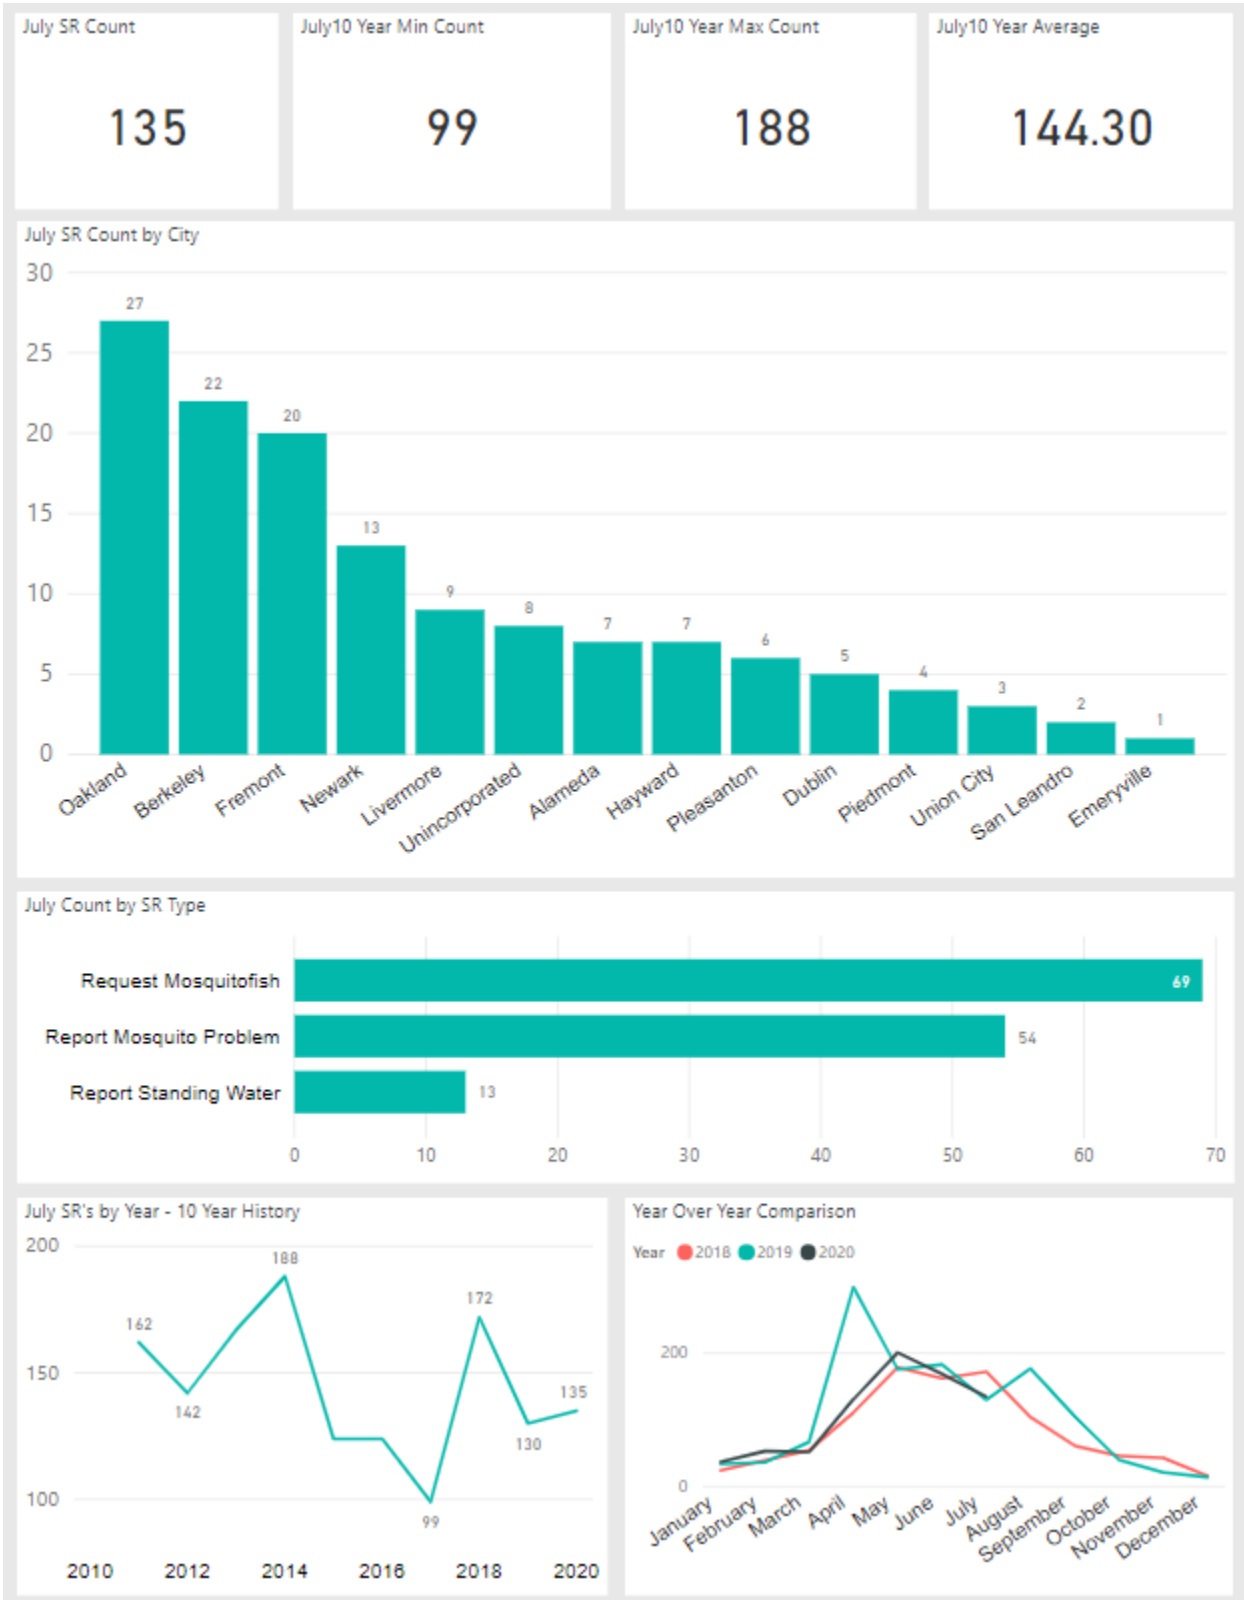 July SR Count
135
July10 Year Min Count
99
July10 Year Max Count
188
July10 Year Average
144.30
July SR Count by City
30
25
20
15
10
5
0
27
22
20
13
9
8
7
7
6
5
4
3
2
1
Oakland
Berkeley
Fremont
Newark
Livermore
Unincorporated
Alameda
Hayward
Pleasanton
Dublin
Piedmont
Union City
San Leandro
Emeryville
July Count by SR Type
Request Mosquitofish
69
Report Mosquito Problem
54
Report Standing Water
13
0 10 20 30 40 50 60 70
July SR's by Year - 10 Year History
200
150
100
162
142
188
99
172
130
135
2010 2012 2014 2016 2018 2020
Year Over Year Comparison
Year 2018 2019 2020
200
0
January
February
March
April
May
June
July
August
September
October
November
December